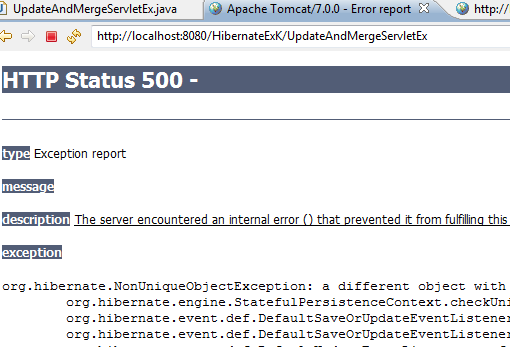 UpdateAndMergeServletEx.java Apache Tomcat/7.0.0 - Error report http://
http://localhost:8080/HibernateExK/UpdateAndMergeServletEx
HTTP Status 500 -
type Exception report
message
description The server encountered an internal error () that prevented it from fulfilling this
exception
org.hibernate.NonUniqueObjectException: a different object with
org.hibernate.engine.StatefulPersistenceContext.checkUni
org.hibernate.event.def.DefaultSaveOrUpdateEventListener
org.hibernate.event.def.DefaultSaveOrUpdateEventListener